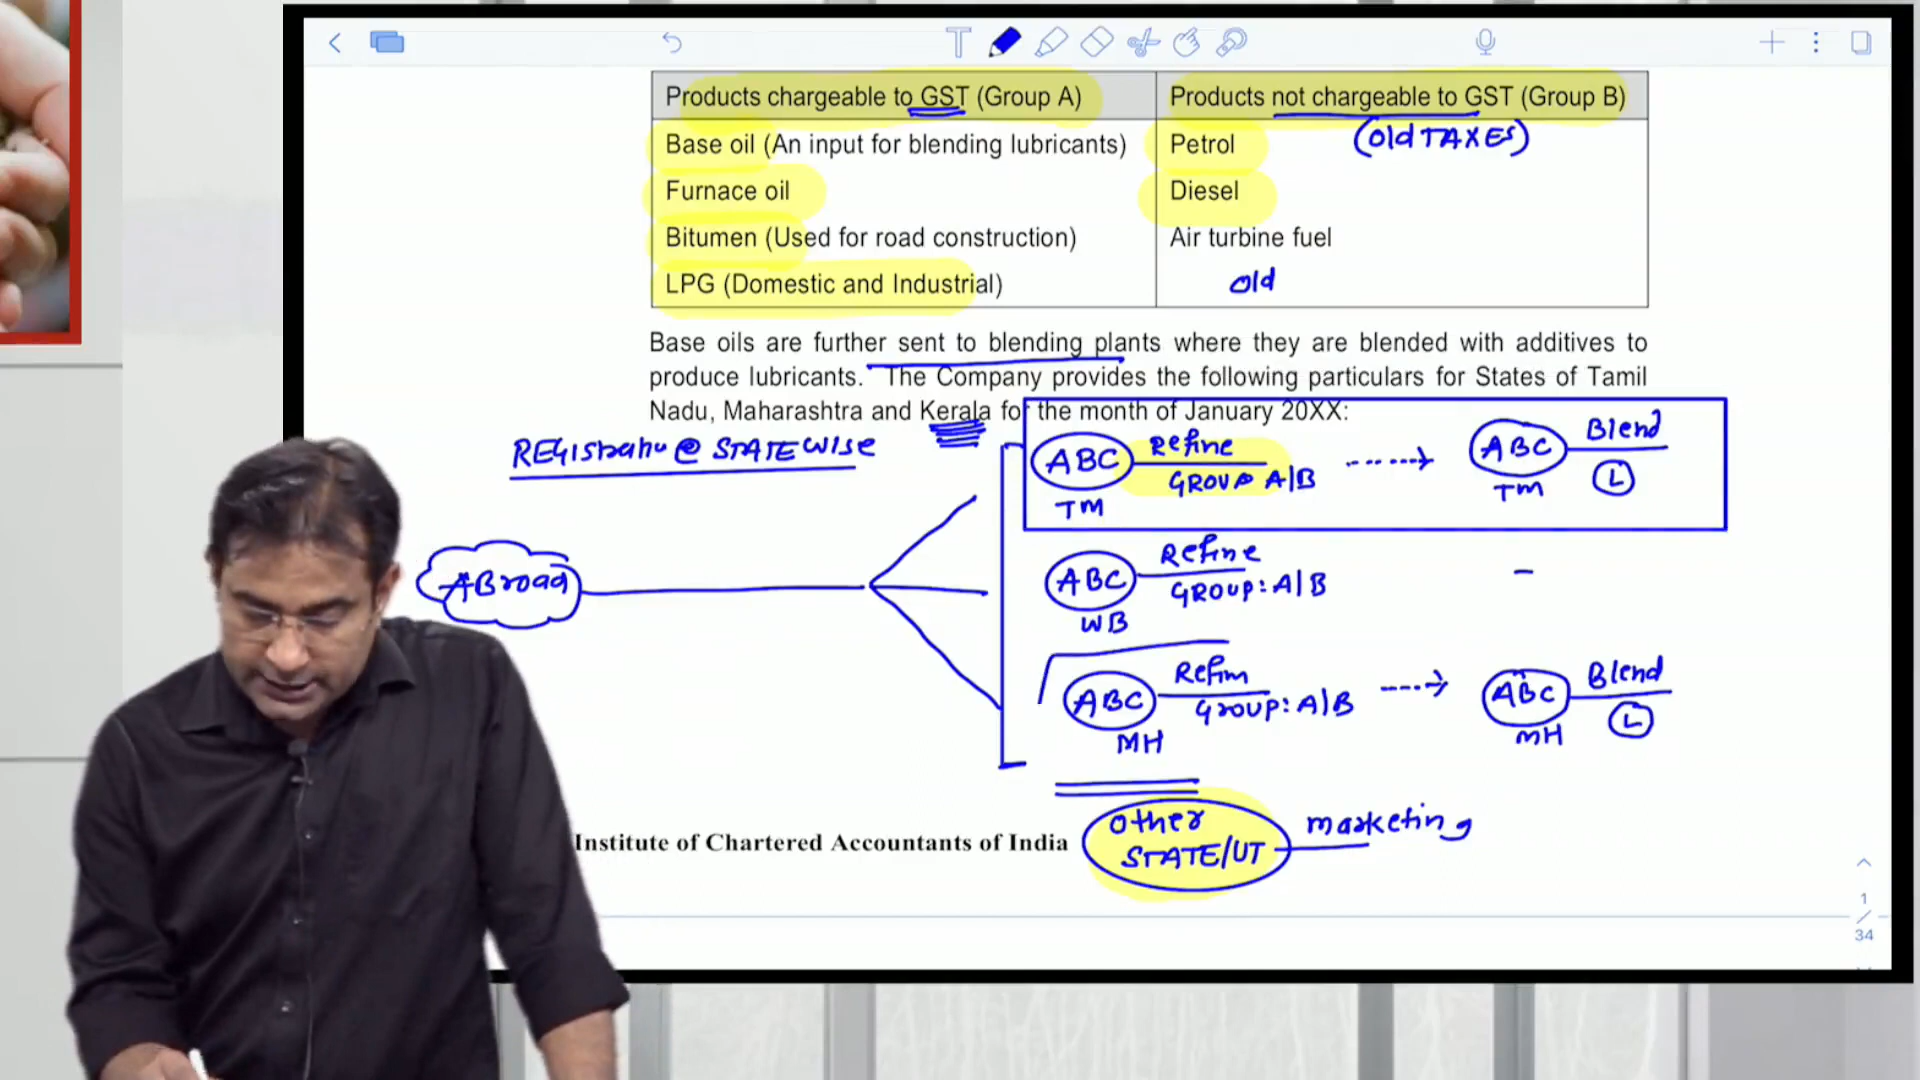 Products chargeable to GST (Group A)
Products not chargeable to GST (Group B)
Base oil (An input for blending lubricants)
Petrol
(Old TAXES)
Furnace oil
Diesel
Bitumen (Used for road construction)
Air turbine fuel
LPG (Domestic and Industrial)
Old
Base oils are further sent to blending plants where they are blended with additives to
produce lubricants. The Company provides the following particulars for States of Tamil
Nadu, Maharashtra and Kerala for the month of January 20XX:
@ STATEWISE
ABC Refine
GROUP A|B
TM
ABC Blend
L
TM
ABroad
ABC Refine
GROUP: A|B
WB
-
ABC Refim
Group: A|B
MH
ABC Blend
L
MH
Other
STATE/UT
marketing
Institute of Chartered Accountants of India
1
/
34